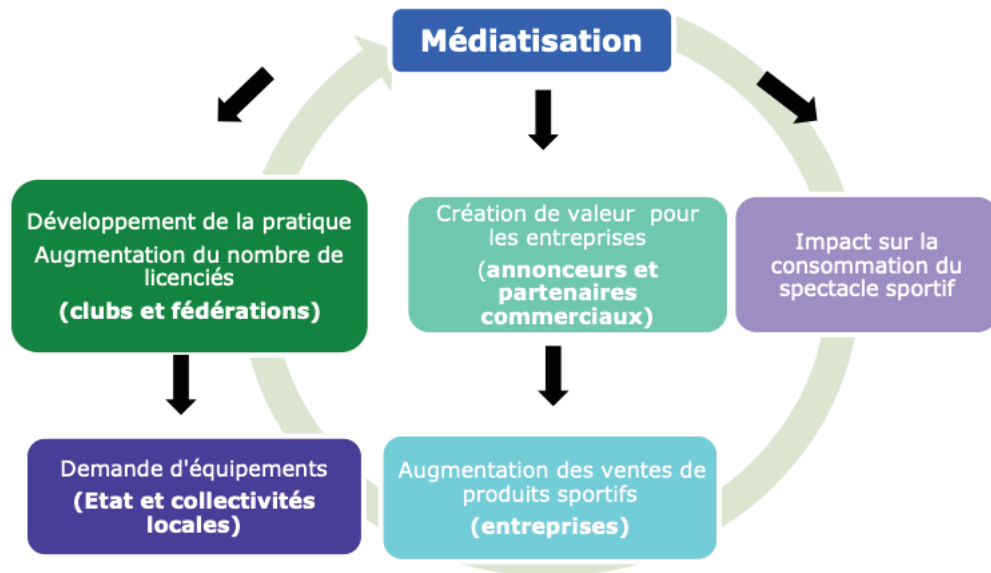 Médiatisation
Développement de la pratique
Augmentation du nombre de
licenciés
(clubs et fédérations)
Création de valeur pour
les entreprises
(annonceurs et
partenaires
commerciaux)
Impact sur la
consommation du
spectacle sportif
Demande d'équipements
(Etat et collectivités
locales)
Augmentation des ventes de
produits sportifs
(entreprises)